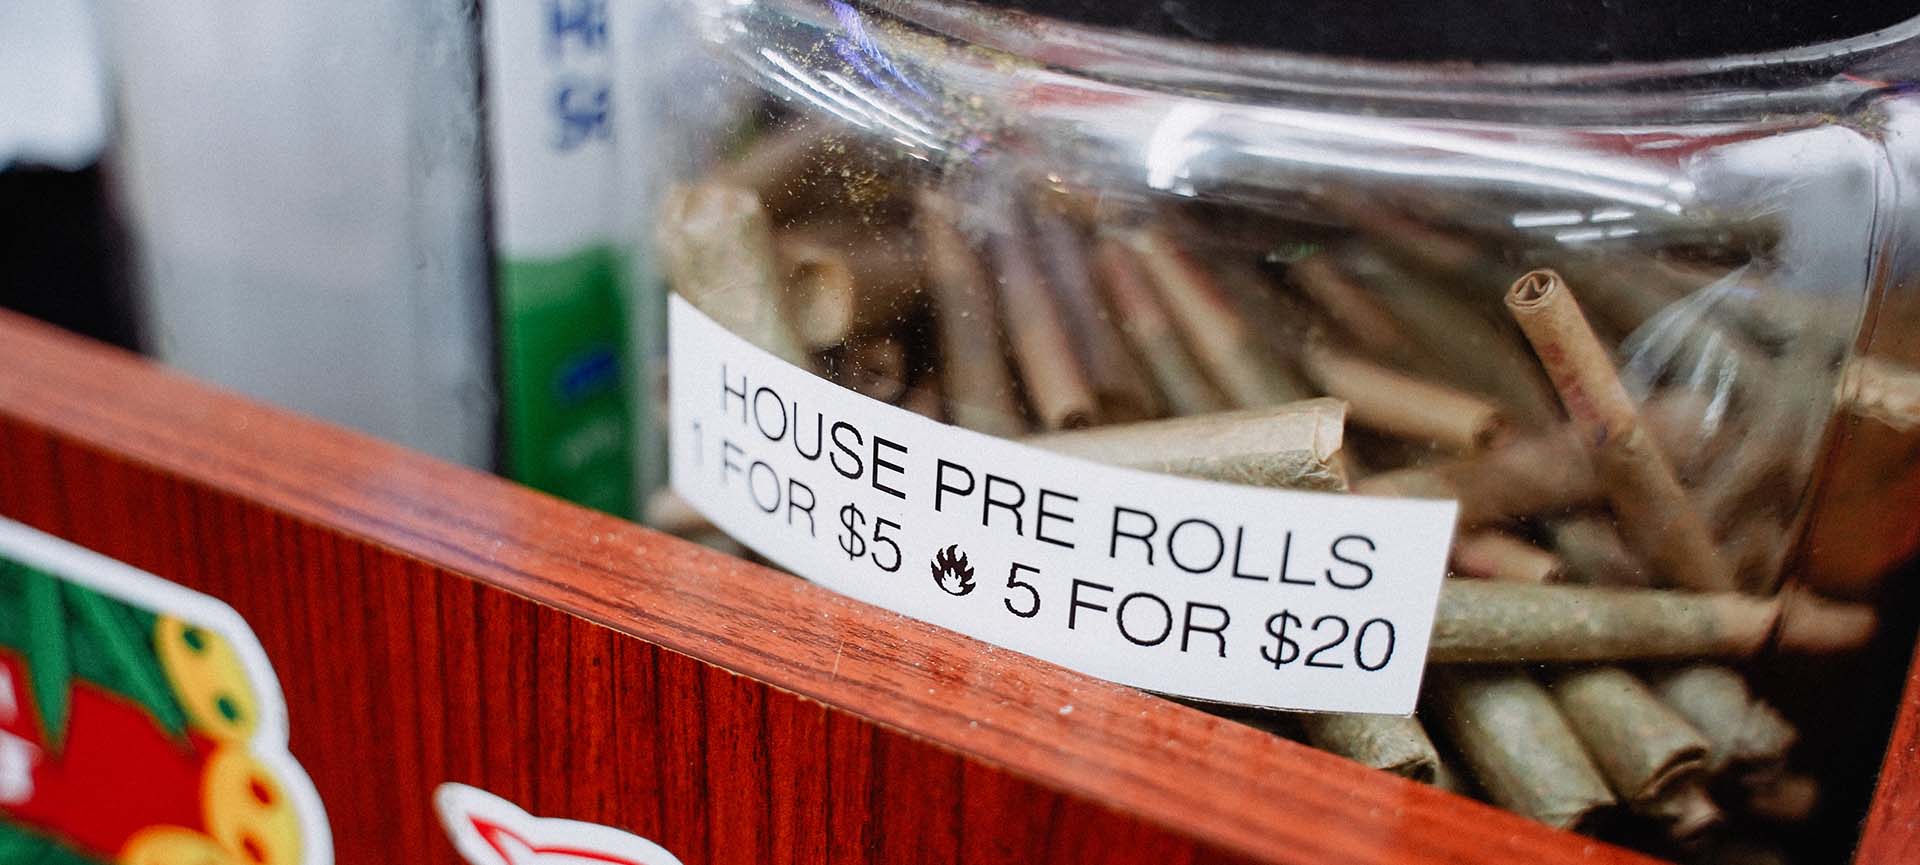 HOUSE PRE ROLLS
1 FOR $5 🔥 5 FOR $20